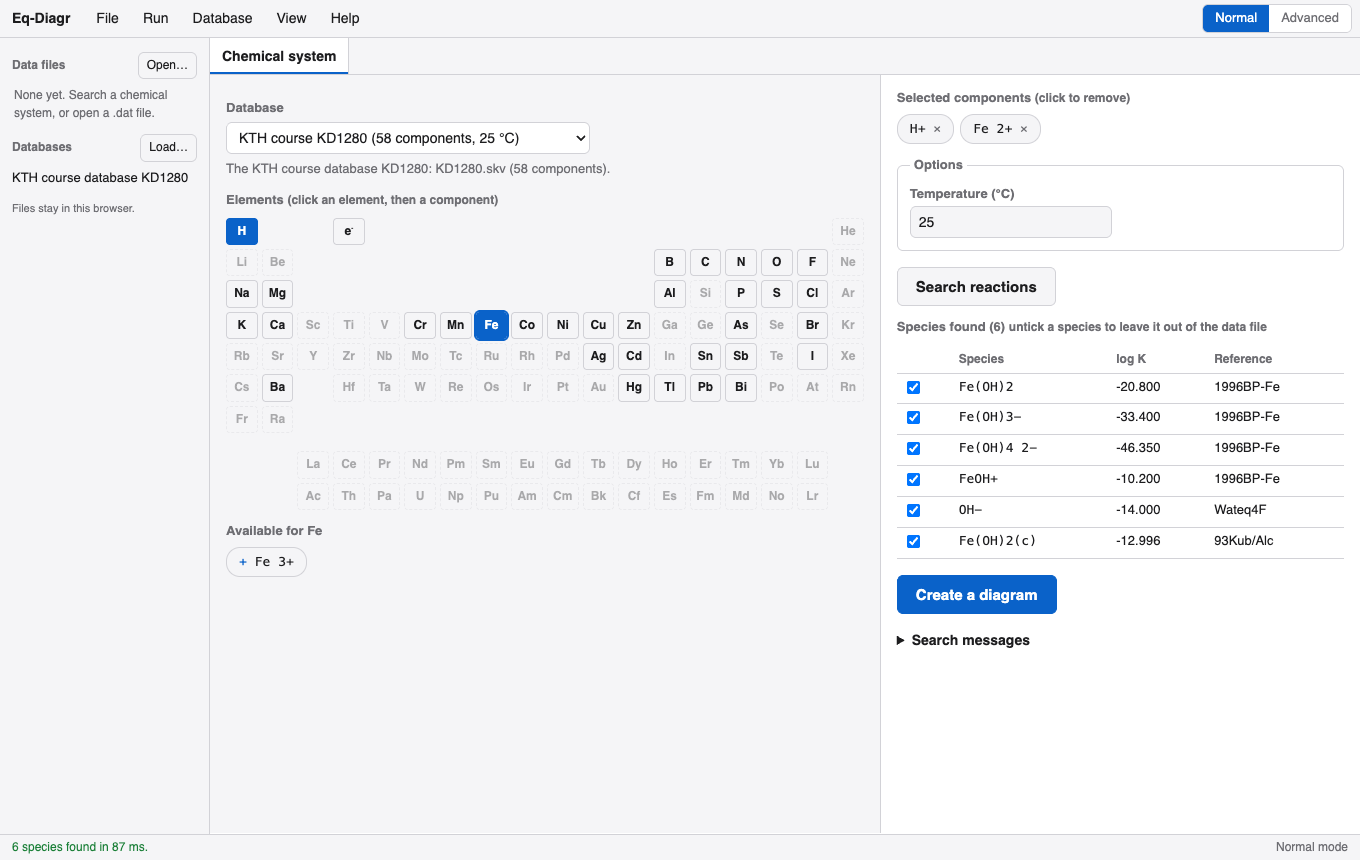 Eq-Diagr File Run Database View Help Normal Advanced
Data files Open…
None yet. Search a chemical
system, or open a .dat file.
Databases Load…
KTH course database KD1280
Files stay in this browser.
Chemical system
Database
KTH course KD1280 (58 components, 25 °C)
The KTH course database KD1280: KD1280.skv (58 components).
Elements (click an element, then a component)
H e- He
Li Be B C N O F Ne
Na Mg Al Si P S Cl Ar
K Ca Sc Ti V Cr Mn Fe Co Ni Cu Zn Ga Ge As Se Br Kr
Rb Sr Y Zr Nb Mo Tc Ru Rh Pd Ag Cd In Sn Sb Te I Xe
Cs Ba Hf Ta W Re Os Ir Pt Au Hg Tl Pb Bi Po At Rn
Fr Ra
La Ce Pr Nd Pm Sm Eu Gd Tb Dy Ho Er Tm Yb Lu
Ac Th Pa U Np Pu Am Cm Bk Cf Es Fm Md No Lr
Available for Fe
+ Fe 3+
Selected components (click to remove)
H+ × Fe 2+ ×
Options
Temperature (°C)
25
Search reactions
Species found (6) untick a species to leave it out of the data file
Species log K Reference
Fe(OH)2 -20.800 1996BP-Fe
Fe(OH)3− -33.400 1996BP-Fe
Fe(OH)4 2− -46.350 1996BP-Fe
FeOH+ -10.200 1996BP-Fe
OH− -14.000 Wateq4F
Fe(OH)2(c) -12.996 93Kub/Alc
Create a diagram
▶ Search messages
6 species found in 87 ms. Normal mode